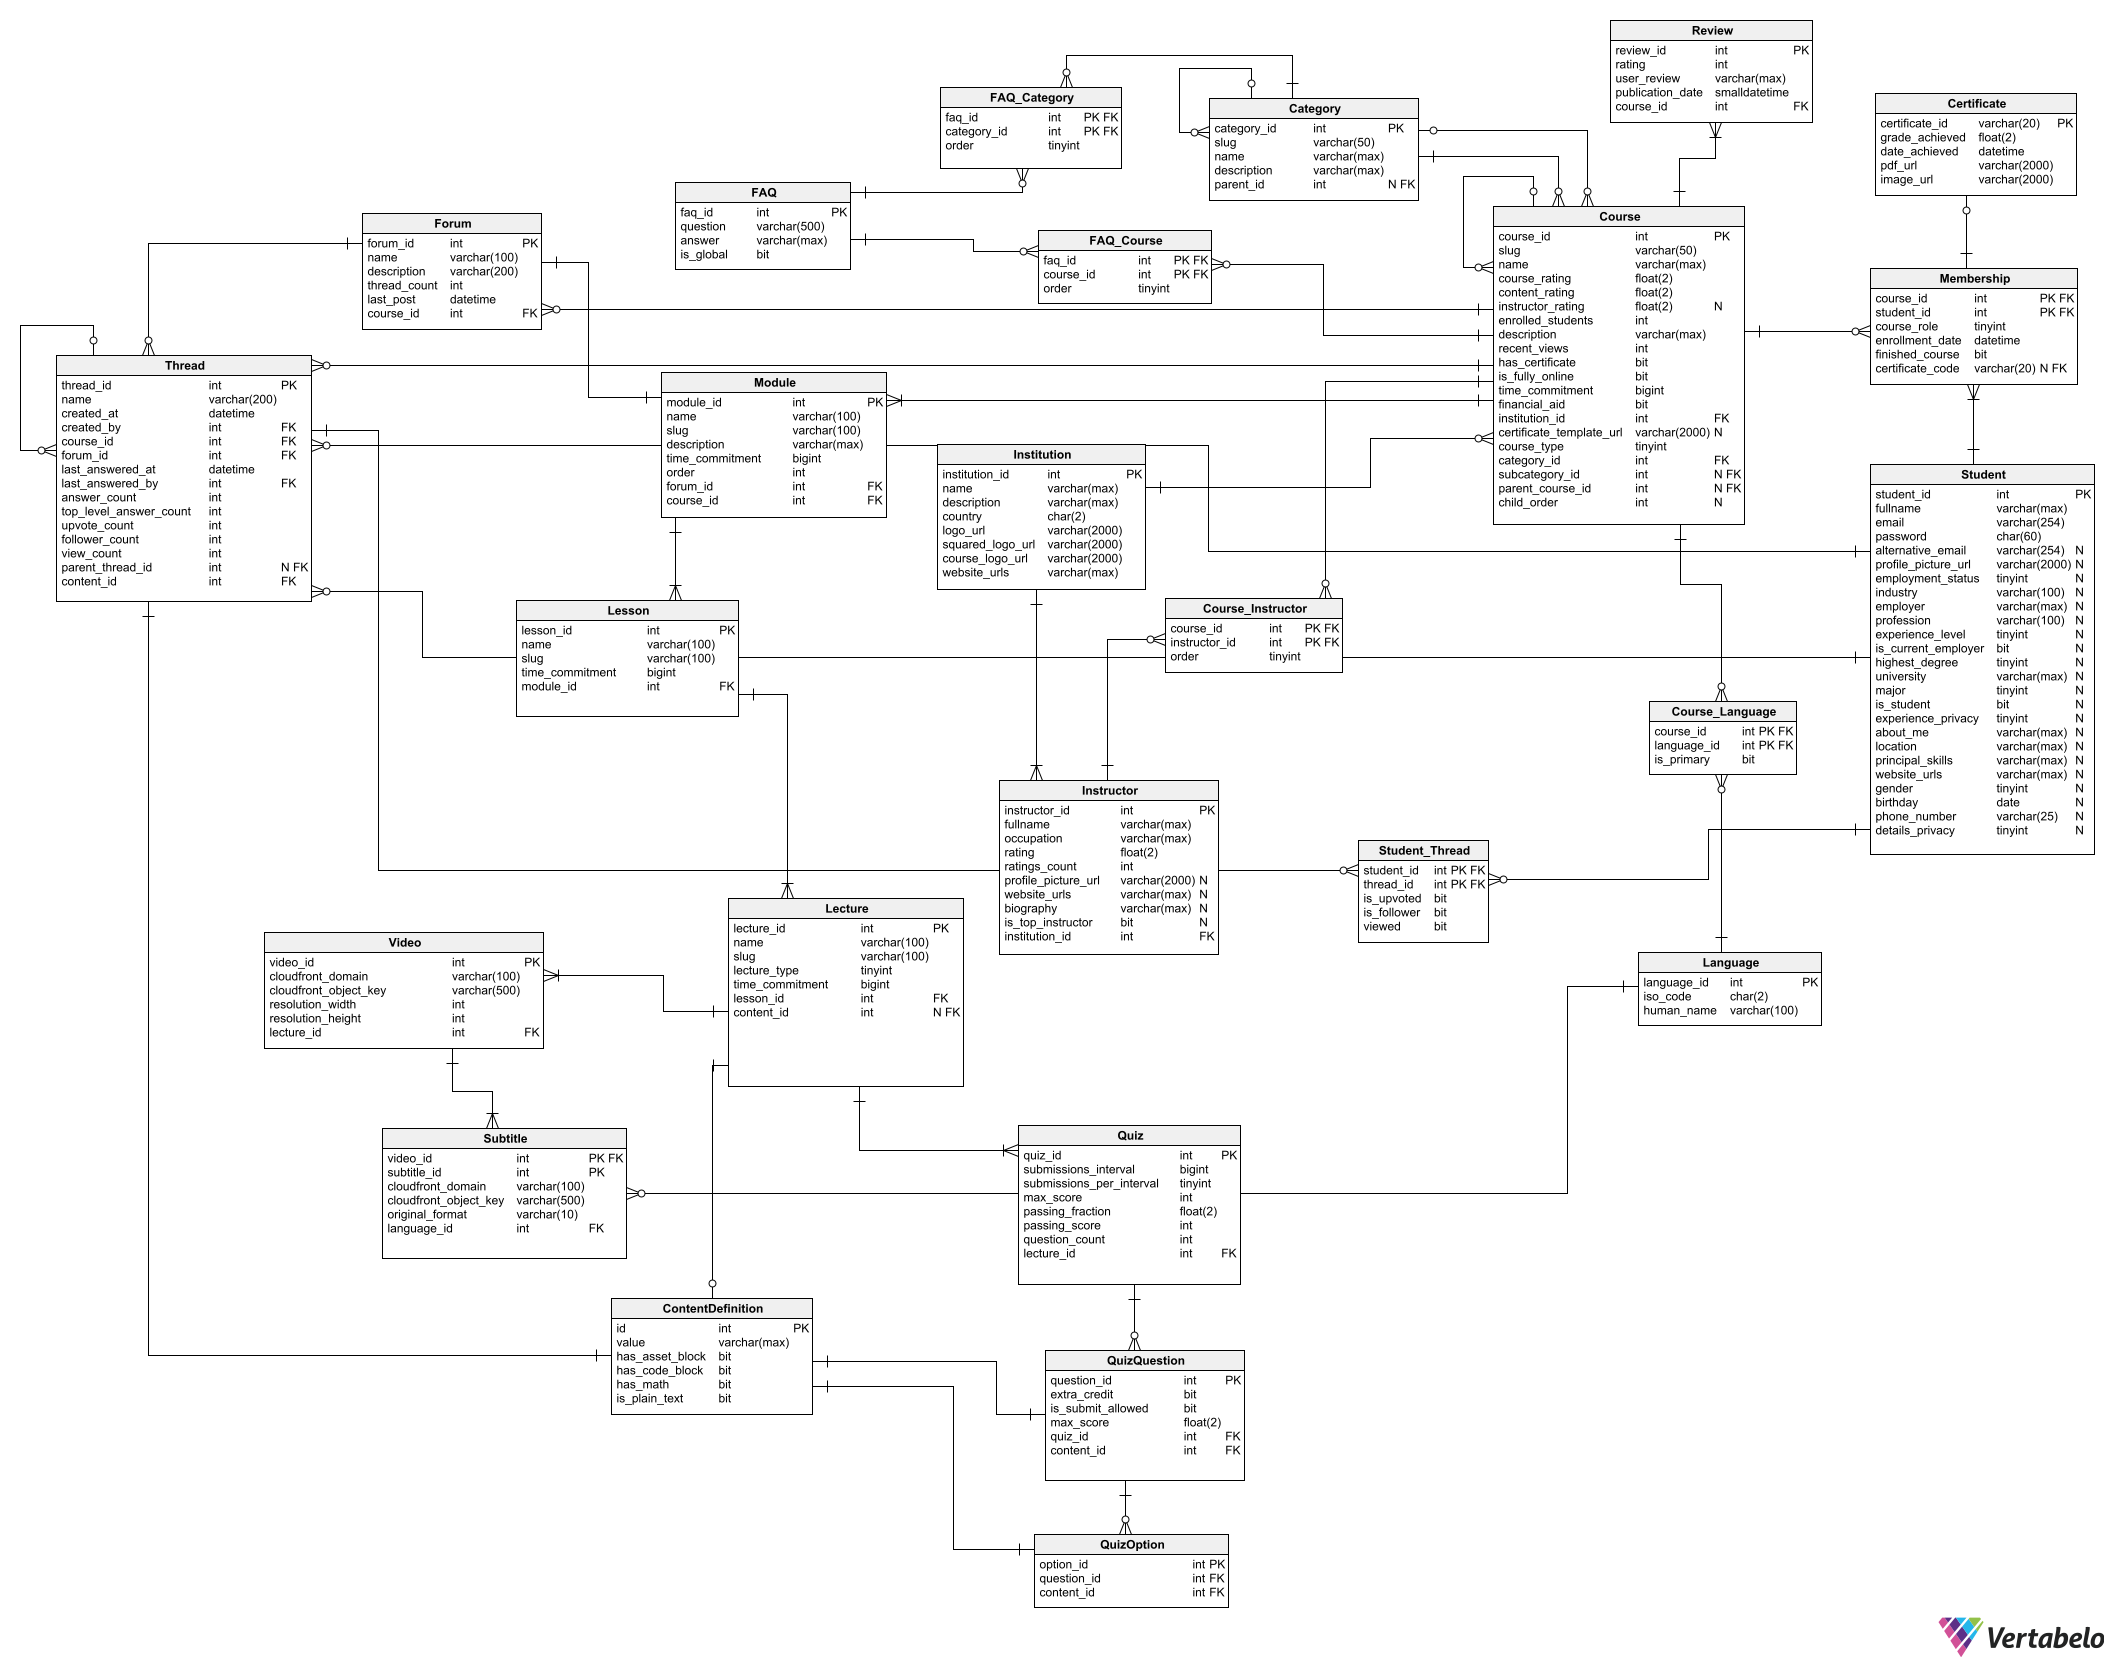 Review
review_id int PK
rating int
user_review varchar(max)
publication_date smalldatetime
course_id int FK
Certificate
certificate_id varchar(20) PK
grade_achieved float(2)
date_achieved datetime
pdf_url varchar(2000)
image_url varchar(2000)
FAQ_Category
faq_id int PK FK
category_id int PK FK
order tinyint
Category
category_id int PK
slug varchar(50)
name varchar(max)
description varchar(max)
parent_id int N FK
FAQ
faq_id int PK
question varchar(500)
answer varchar(max)
is_global bit
Forum
forum_id int PK
name varchar(100)
description varchar(200)
thread_count int
last_post datetime
course_id int FK
FAQ_Course
faq_id int PK FK
course_id int PK FK
order tinyint
Course
course_id int PK
slug varchar(50)
name varchar(max)
course_rating float(2)
content_rating float(2)
instructor_rating float(2) N
enrolled_students int
description varchar(max)
recent_views int
has_certificate bit
is_fully_online bit
time_commitment bigint
financial_aid bit
institution_id int FK
certificate_template_url varchar(2000) N
course_type tinyint
category_id int FK
subcategory_id int N FK
parent_course_id int N FK
child_order int N
Membership
course_id int PK FK
student_id int PK FK
course_role tinyint
enrollment_date datetime
finished_course bit
certificate_code varchar(20) N FK
Thread
thread_id int PK
name varchar(200)
created_at datetime
created_by int FK
course_id int FK
forum_id int FK
last_answered_at datetime
last_answered_by int FK
answer_count int
top_level_answer_count int
upvote_count int
follower_count int
view_count int
parent_thread_id int N FK
content_id int FK
Module
module_id int PK
name varchar(100)
slug varchar(100)
description varchar(max)
time_commitment bigint
order int
forum_id int FK
course_id int FK
Institution
institution_id int PK
name varchar(max)
description varchar(max)
country char(2)
logo_url varchar(2000)
squared_logo_url varchar(2000)
course_logo_url varchar(2000)
website_urls varchar(max)
Student
student_id int PK
fullname varchar(max)
email varchar(254)
password char(60)
alternative_email varchar(254) N
profile_picture_url varchar(2000) N
employment_status tinyint N
industry varchar(100) N
employer varchar(max) N
profession varchar(100) N
experience_level tinyint N
is_current_employer bit N
highest_degree tinyint N
university varchar(max) N
major tinyint N
is_student bit N
experience_privacy tinyint N
about_me varchar(max) N
location varchar(max) N
principal_skills varchar(max) N
website_urls varchar(max) N
gender tinyint N
birthday date N
phone_number varchar(25) N
details_privacy tinyint N
Lesson
lesson_id int PK
name varchar(100)
slug varchar(100)
time_commitment bigint
module_id int FK
Course_Instructor
course_id int PK FK
instructor_id int PK FK
order tinyint
Course_Language
course_id int PK FK
language_id int PK FK
is_primary bit
Instructor
instructor_id int PK
fullname varchar(max)
occupation varchar(max)
rating float(2)
ratings_count int
profile_picture_url varchar(2000) N
website_urls varchar(max) N
biography varchar(max) N
is_top_instructor bit N
institution_id int FK
Student_Thread
student_id int PK FK
thread_id int PK FK
is_upvoted bit
is_follower bit
viewed bit
Lecture
lecture_id int PK
name varchar(100)
slug varchar(100)
lecture_type tinyint
time_commitment bigint
lesson_id int FK
content_id int N FK
Video
video_id int PK
cloudfront_domain varchar(100)
cloudfront_object_key varchar(500)
resolution_width int
resolution_height int
lecture_id int FK
Language
language_id int PK
iso_code char(2)
human_name varchar(100)
Subtitle
video_id int PK FK
subtitle_id int PK
cloudfront_domain varchar(100)
cloudfront_object_key varchar(500)
original_format varchar(10)
language_id int FK
Quiz
quiz_id int PK
submissions_interval bigint
submissions_per_interval tinyint
max_score int
passing_fraction float(2)
passing_score int
question_count int
lecture_id int FK
ContentDefinition
id int PK
value varchar(max)
has_asset_block bit
has_code_block bit
has_math bit
is_plain_text bit
QuizQuestion
question_id int PK
extra_credit bit
is_submit_allowed bit
max_score float(2)
quiz_id int FK
content_id int FK
QuizOption
option_id int PK
question_id int FK
content_id int FK
Vertabelo